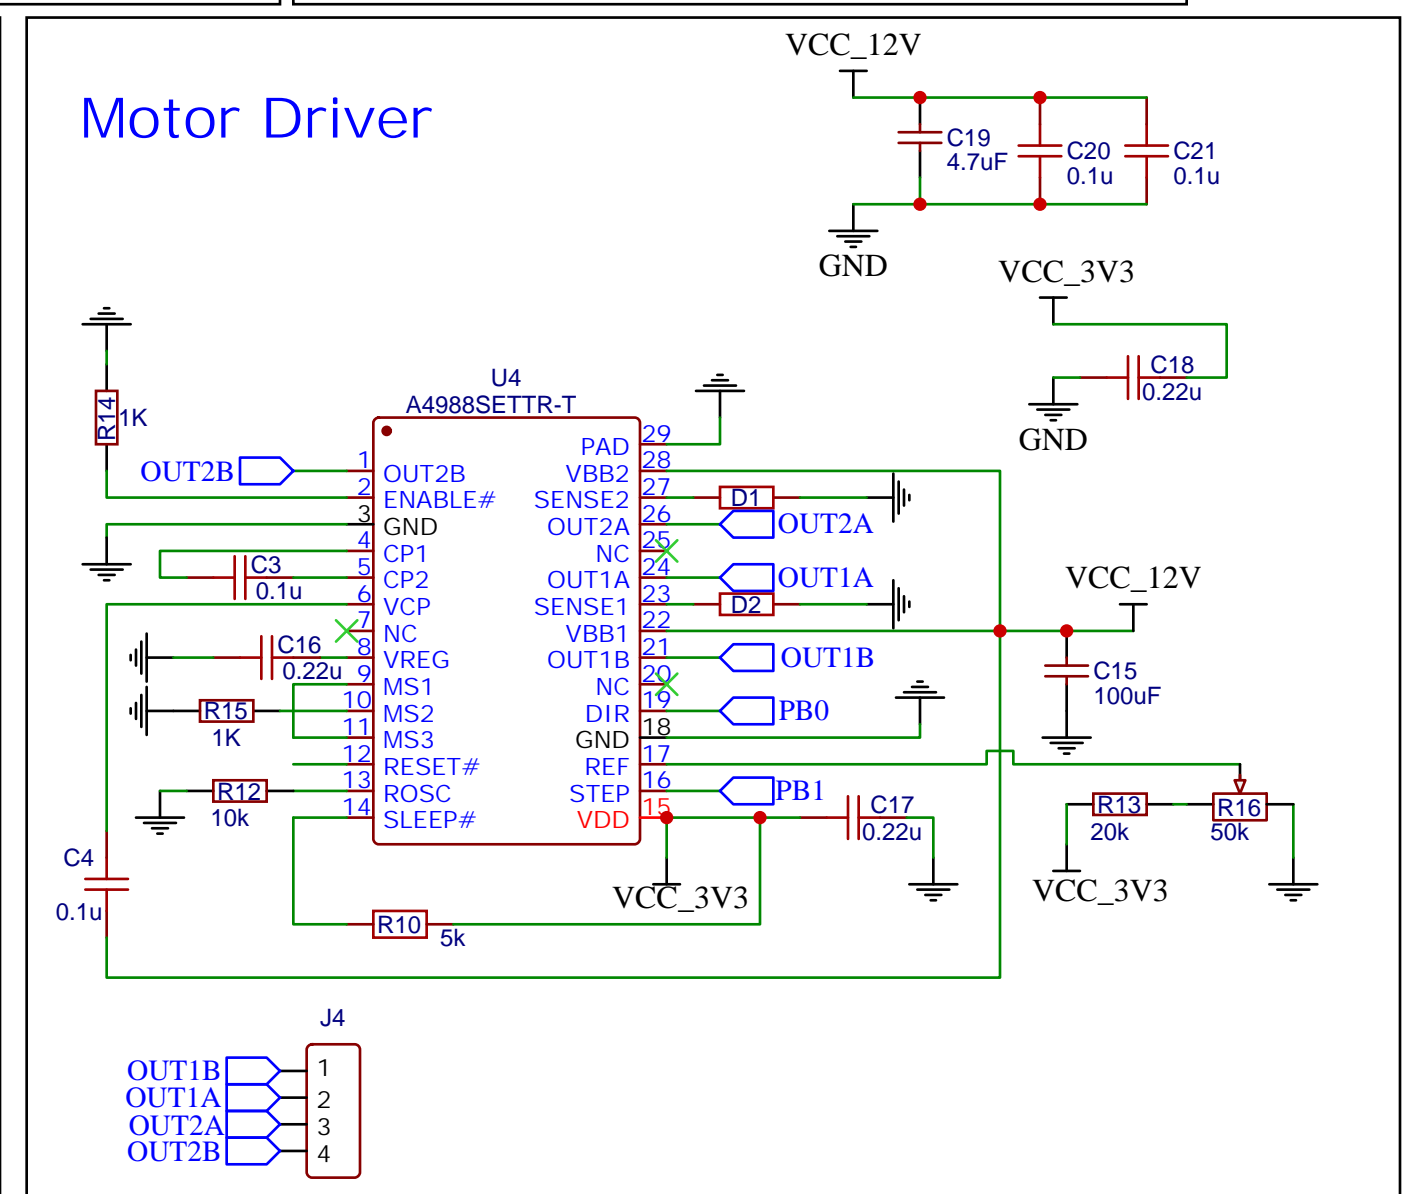 Motor Driver
VCC_12V
C19
4.7uF
C20
0.1u
C21
0.1u
GND
VCC_3V3
C18
0.22u
GND
R14
1K
U4
A4988SETTR-T
OUT2B
1 OUT2B
2 ENABLE#
3 GND
4 CP1
5 CP2
6 VCP
7 NC
8 VREG
9 MS1
10 MS2
11 MS3
12 RESET#
13 ROSC
14 SLEEP#
PAD 29
VBB2 28
SENSE2 27
OUT2A 26
NC 25
OUT1A 24
SENSE1 23
VBB1 22
OUT1B 21
NC 20
DIR 19
GND 18
REF 17
STEP 16
VDD 15
C3
0.1u
C16
0.22u
R15
1K
R12
10k
C4
0.1u
D1
OUT2A
OUT1A
D2
OUT1B
PB0
PB1
VCC_12V
C15
100uF
C17
0.22u
VCC_3V3
R10
5k
R13
20k
R16
50k
VCC_3V3
J4
OUT1B 1
OUT1A 2
OUT2A 3
OUT2B 4